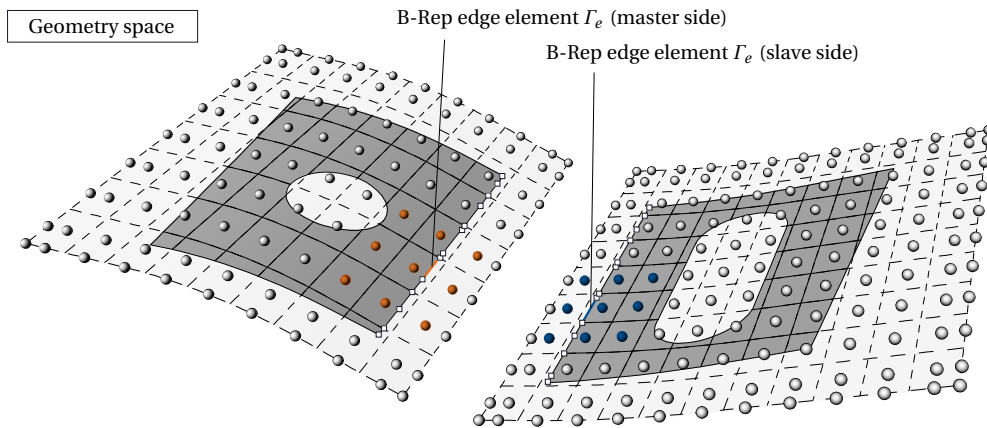 Geometry space
B-Rep edge element Γe (master side)
B-Rep edge element Γe (slave side)